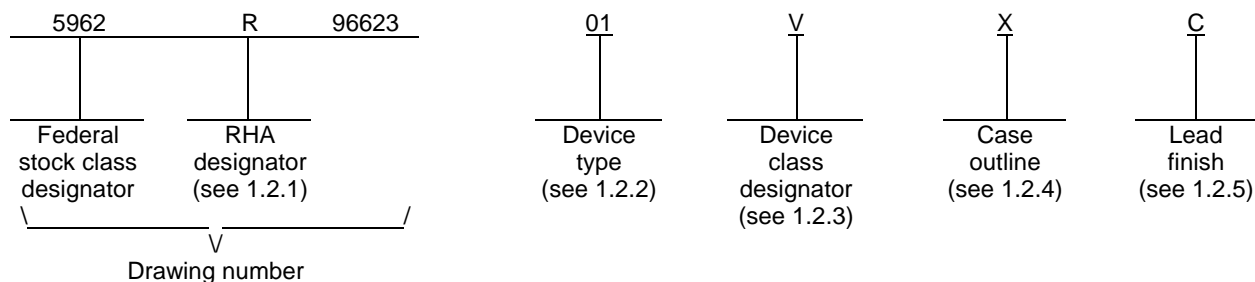 5962 R 96623 01 V X C
Federal stock class designator
RHA designator (see 1.2.1)
Device type (see 1.2.2)
Device class designator (see 1.2.3)
Case outline (see 1.2.4)
Lead finish (see 1.2.5)
Drawing number